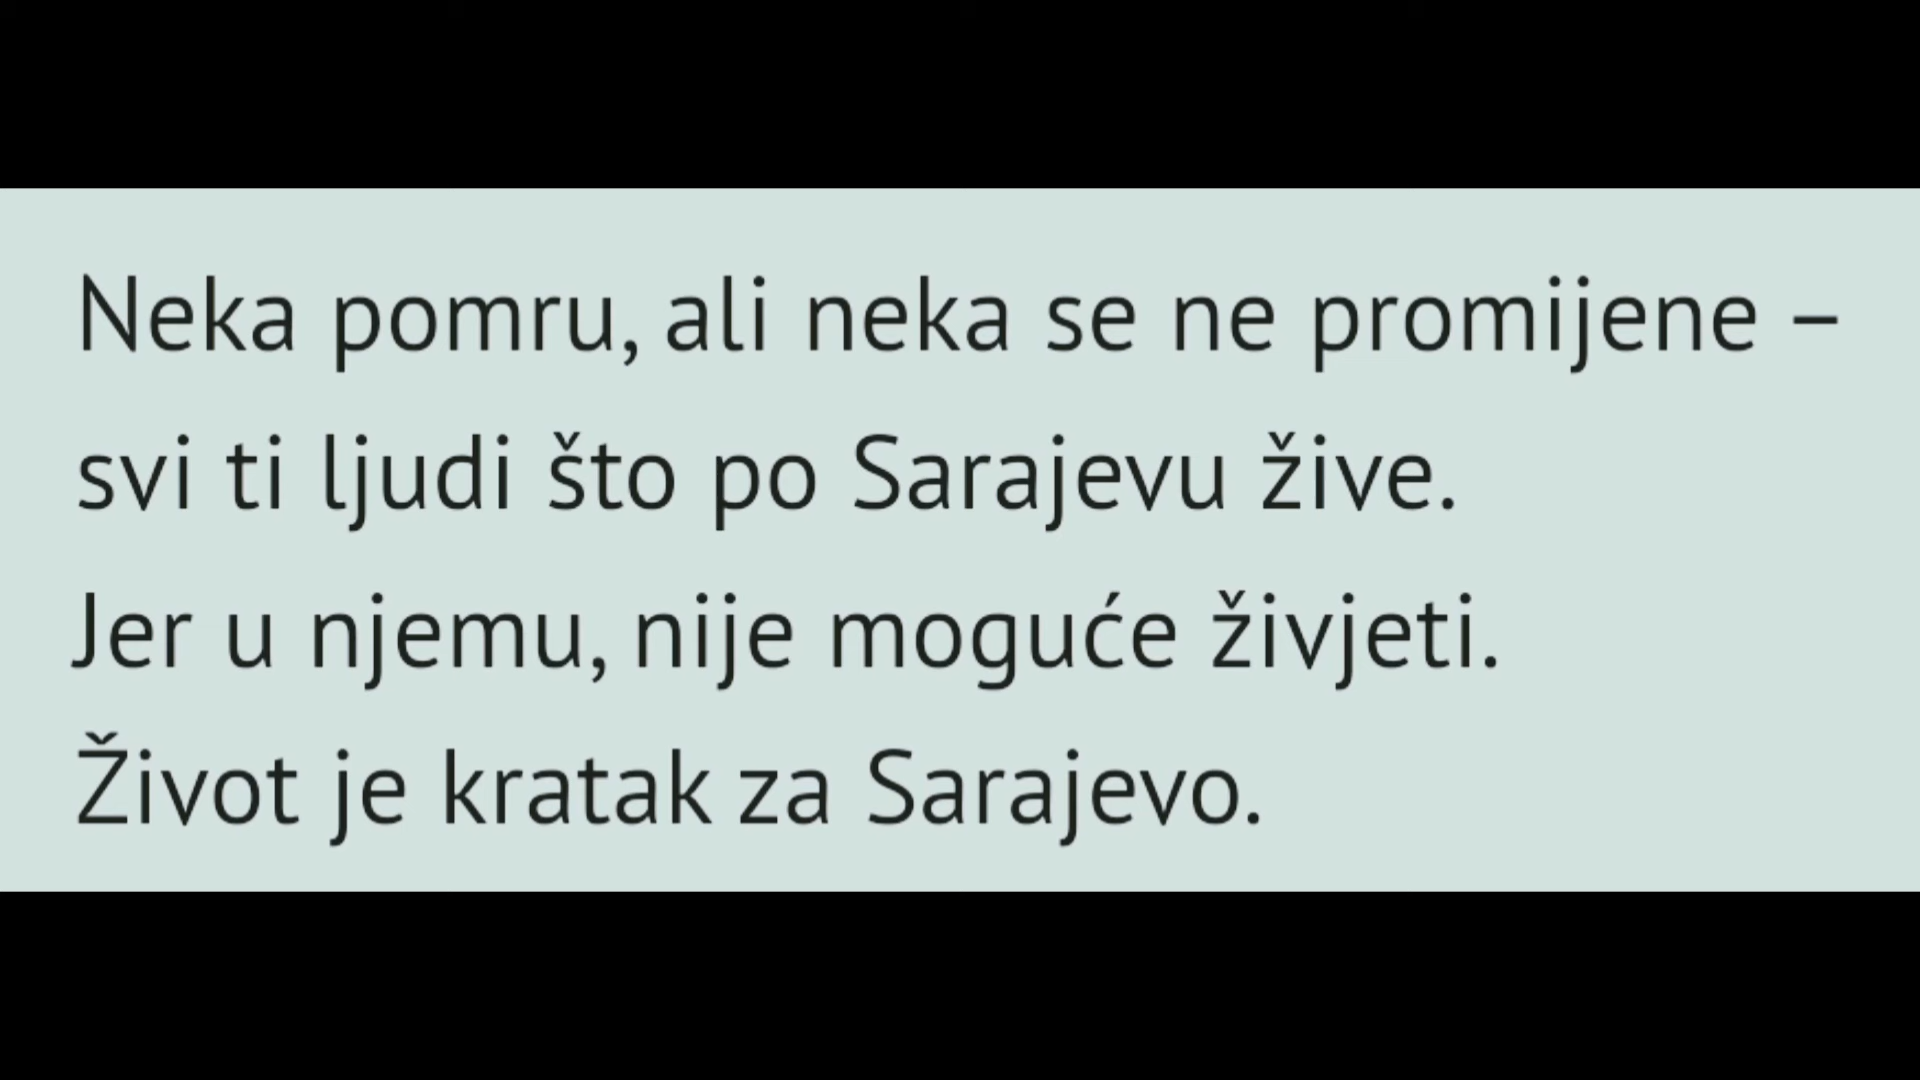 Neka pomru, ali neka se ne promijene –
svi ti ljudi što po Sarajevu žive.
Jer u njemu, nije moguće živjeti.
Život je kratak za Sarajevo.